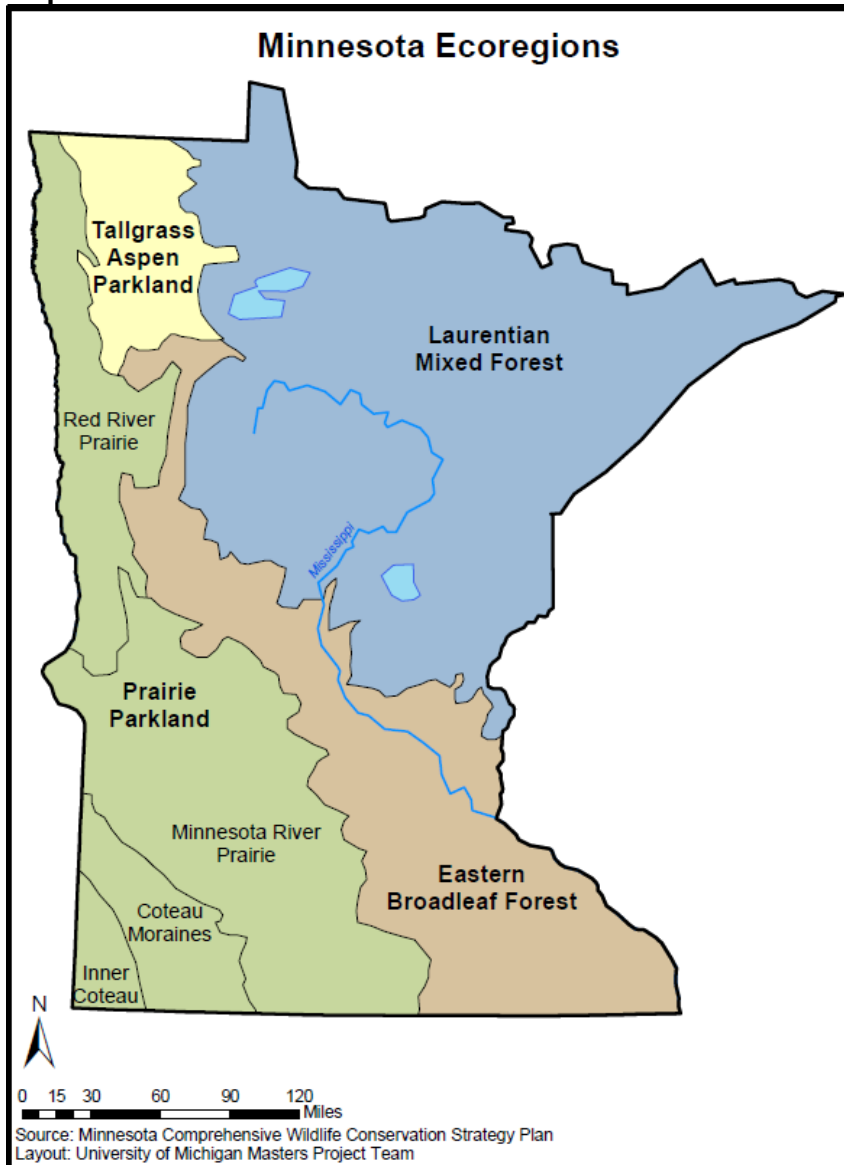 Minnesota Ecoregions
Tallgrass
Aspen
Parkland
Laurentian
Mixed Forest
Red River
Prairie
Mississippi
Prairie
Parkland
Minnesota River
Prairie
Eastern
Broadleaf Forest
Coteau
Moraines
Inner
Coteau
N
0 15 30 60 90 120
Miles
Source: Minnesota Comprehensive Wildlife Conservation Strategy Plan
Layout: University of Michigan Masters Project Team